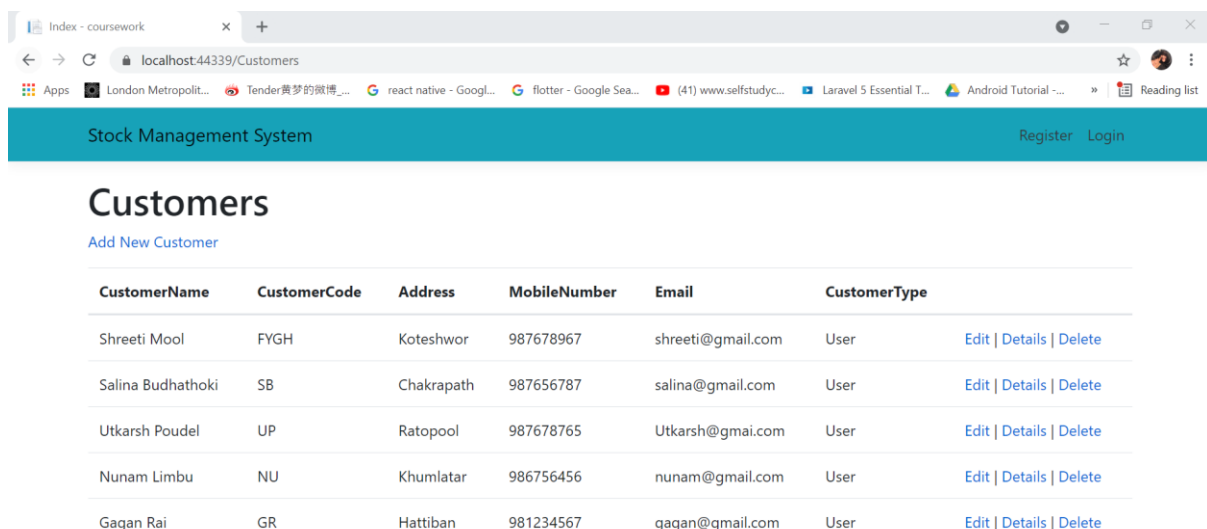 Index - coursework
localhost:44339/Customers
Apps London Metropolit... Tender黄梦的微博_... react native - Googl... flotter - Google Sea... (41) www.selfstudyc... Laravel 5 Essential T... Android Tutorial -... » Reading list
Stock Management System Register Login
Customers
Add New Customer
CustomerName CustomerCode Address MobileNumber Email CustomerType
Shreeti Mool FYGH Koteshwor 987678967 shreeti@gmail.com User Edit | Details | Delete
Salina Budhathoki SB Chakrapath 987656787 salina@gmail.com User Edit | Details | Delete
Utkarsh Poudel UP Ratopool 987678765 Utkarsh@gmai.com User Edit | Details | Delete
Nunam Limbu NU Khumlatar 986756456 nunam@gmail.com User Edit | Details | Delete
Gagan Rai GR Hattiban 981234567 gagan@gmail.com User Edit | Details | Delete